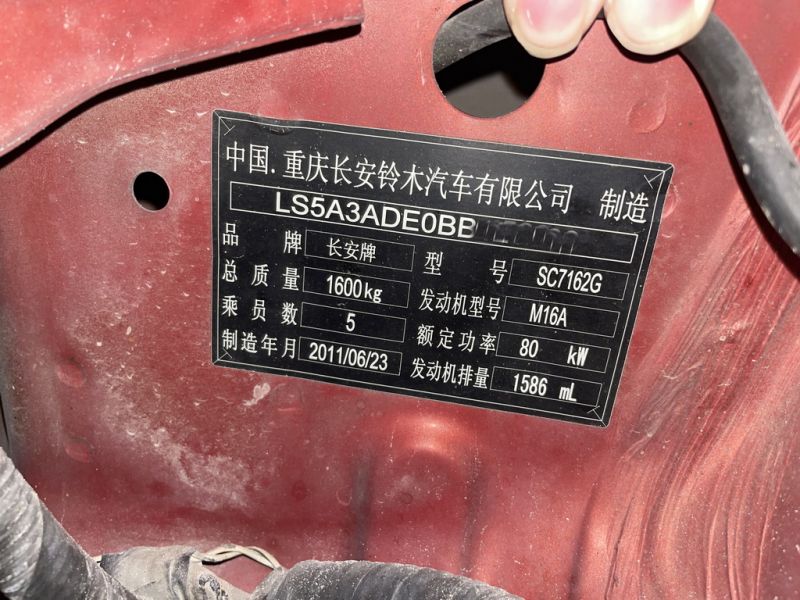 中国.重庆长安铃木汽车有限公司 制造
LS5A3ADE0BB
品牌 长安牌 型号 SC7162G
总质量 1600kg 发动机型号 M16A
乘员数 5 额定功率 80 kW
制造年月 2011/06/23 发动机排量 1586 mL